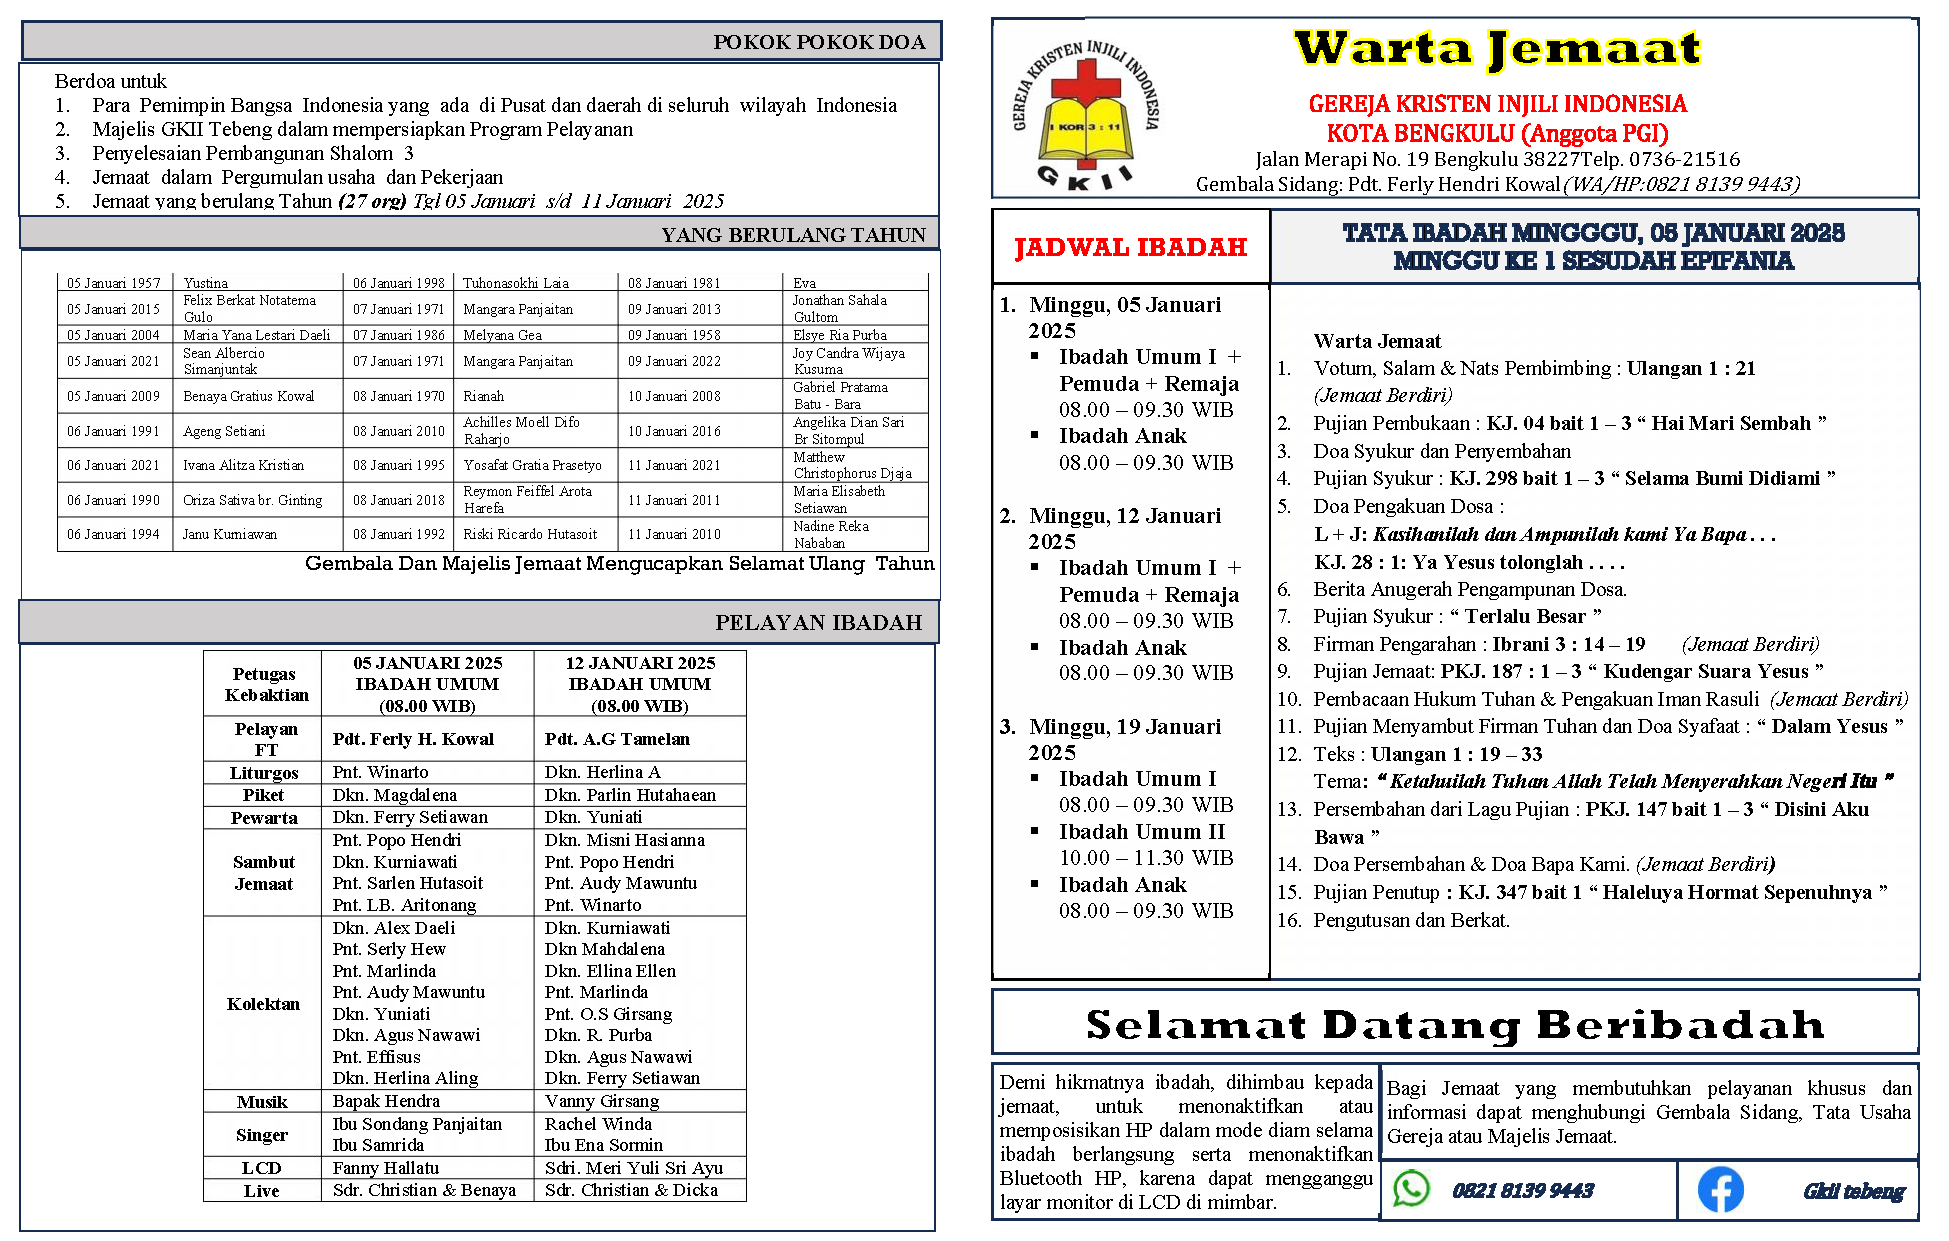 POKOK POKOK DOA
Berdoa untuk
1. Para Pemimpin Bangsa Indonesia yang ada di Pusat dan daerah di seluruh wilayah Indonesia
2. Majelis GKII Tebeng dalam mempersiapkan Program Pelayanan
3. Penyelesaian Pembangunan Shalom 3
4. Jemaat dalam Pergumulan usaha dan Pekerjaan
5. Jemaat yang berulang Tahun (27 org) Tgl 05 Januari s/d 11 Januari 2025
YANG BERULANG TAHUN
05 Januari 1957 Yustina 06 Januari 1998 Tuhonasokhi Laia 08 Januari 1981 Eva
05 Januari 2015 Felix Berkat Notatema Gulo 07 Januari 1971 Mangara Panjaitan 09 Januari 2013 Jonathan Sahala Gultom
05 Januari 2004 Maria Yana Lestari Daeli 07 Januari 1986 Melyana Gea 09 Januari 1958 Elsye Ria Purba
05 Januari 2021 Sean Albercio Simanjuntak 07 Januari 1971 Mangara Panjaitan 09 Januari 2022 Joy Candra Wijaya Kusuma
05 Januari 2009 Benaya Gratius Kowal 08 Januari 1970 Rianah 10 Januari 2008 Gabriel Pratama Batu - Bara
06 Januari 1991 Ageng Setiani 08 Januari 2010 Achilles Moell Difo Raharjo 10 Januari 2016 Angelika Dian Sari Br Sitompul
06 Januari 2021 Ivana Alitza Kristian 08 Januari 1995 Yosafat Gratia Prasetyo 11 Januari 2021 Matthew Christophorus Djaja
06 Januari 1990 Oriza Sativa br. Ginting 08 Januari 2018 Reymon Feiffel Arota Harefa 11 Januari 2011 Maria Elisabeth Setiawan
06 Januari 1994 Janu Kurniawan 08 Januari 1992 Riski Ricardo Hutasoit 11 Januari 2010 Nadine Reka Nababan
Gembala Dan Majelis Jemaat Mengucapkan Selamat Ulang Tahun
PELAYAN IBADAH
Petugas Kebaktian
05 JANUARI 2025
IBADAH UMUM
(08.00 WIB)
12 JANUARI 2025
IBADAH UMUM
(08.00 WIB)
Pelayan FT Pdt. Ferly H. Kowal Pdt. A.G Tamelan
Liturgos Pnt. Winarto Dkn. Herlina A
Piket Dkn. Magdalena Dkn. Parlin Hutahaean
Pewarta Dkn. Ferry Setiawan Dkn. Yuniati
Sambut Jemaat
Pnt. Popo Hendri Dkn. Misni Hasianna
Dkn. Kurniawati Pnt. Popo Hendri
Pnt. Sarlen Hutasoit Pnt. Audy Mawuntu
Pnt. LB. Aritonang Pnt. Winarto
Kolektan
Dkn. Alex Daeli Dkn. Kurniawati
Pnt. Serly Hew Dkn Mahdalena
Pnt. Marlinda Dkn. Ellina Ellen
Pnt. Audy Mawuntu Pnt. Marlinda
Dkn. Yuniati Pnt. O.S Girsang
Dkn. Agus Nawawi Dkn. R. Purba
Pnt. Effisus Dkn. Agus Nawawi
Dkn. Herlina Aling Dkn. Ferry Setiawan
Musik Bapak Hendra Vanny Girsang
Singer
Ibu Sondang Panjaitan Rachel Winda
Ibu Samrida Ibu Ena Sormin
LCD Fanny Hallatu Sdri. Meri Yuli Sri Ayu
Live Sdr. Christian & Benaya Sdr. Christian & Dicka
GEREJA KRISTEN INJILI INDONESIA
I KOR 3 : 11
GKII
Warta Jemaat
GEREJA KRISTEN INJILI INDONESIA
KOTA BENGKULU (Anggota PGI)
Jalan Merapi No. 19 Bengkulu 38227Telp. 0736-21516
Gembala Sidang: Pdt. Ferly Hendri Kowal (WA/HP:0821 8139 9443)
JADWAL IBADAH
1. Minggu, 05 Januari
2025
▪ Ibadah Umum I +
Pemuda + Remaja
08.00 – 09.30 WIB
▪ Ibadah Anak
08.00 – 09.30 WIB
2. Minggu, 12 Januari
2025
▪ Ibadah Umum I +
Pemuda + Remaja
08.00 – 09.30 WIB
▪ Ibadah Anak
08.00 – 09.30 WIB
3. Minggu, 19 Januari
2025
▪ Ibadah Umum I
08.00 – 09.30 WIB
▪ Ibadah Umum II
10.00 – 11.30 WIB
▪ Ibadah Anak
08.00 – 09.30 WIB
TATA IBADAH MINGGGU, 05 JANUARI 2025
MINGGU KE 1 SESUDAH EPIFANIA
Warta Jemaat
1. Votum, Salam & Nats Pembimbing : Ulangan 1 : 21
(Jemaat Berdiri)
2. Pujian Pembukaan : KJ. 04 bait 1 – 3 “ Hai Mari Sembah ”
3. Doa Syukur dan Penyembahan
4. Pujian Syukur : KJ. 298 bait 1 – 3 “ Selama Bumi Didiami ”
5. Doa Pengakuan Dosa :
L + J: Kasihanilah dan Ampunilah kami Ya Bapa . . .
KJ. 28 : 1: Ya Yesus tolonglah . . . .
6. Berita Anugerah Pengampunan Dosa.
7. Pujian Syukur : “ Terlalu Besar ”
8. Firman Pengarahan : Ibrani 3 : 14 – 19 (Jemaat Berdiri)
9. Pujian Jemaat: PKJ. 187 : 1 – 3 “ Kudengar Suara Yesus ”
10. Pembacaan Hukum Tuhan & Pengakuan Iman Rasuli (Jemaat Berdiri)
11. Pujian Menyambut Firman Tuhan dan Doa Syafaat : “ Dalam Yesus ”
12. Teks : Ulangan 1 : 19 – 33
Tema: “ Ketahuilah Tuhan Allah Telah Menyerahkan Negeri Itu ”
13. Persembahan dari Lagu Pujian : PKJ. 147 bait 1 – 3 “ Disini Aku
Bawa ”
14. Doa Persembahan & Doa Bapa Kami. (Jemaat Berdiri)
15. Pujian Penutup : KJ. 347 bait 1 “ Haleluya Hormat Sepenuhnya ”
16. Pengutusan dan Berkat.
Selamat Datang Beribadah
Demi hikmatnya ibadah, dihimbau kepada
jemaat, untuk menonaktifkan atau
memposisikan HP dalam mode diam selama
ibadah berlangsung serta menonaktifkan
Bluetooth HP, karena dapat mengganggu
layar monitor di LCD di mimbar.
Bagi Jemaat yang membutuhkan pelayanan khusus dan
informasi dapat menghubungi Gembala Sidang, Tata Usaha
Gereja atau Majelis Jemaat.
0821 8139 9443
Gkii tebeng